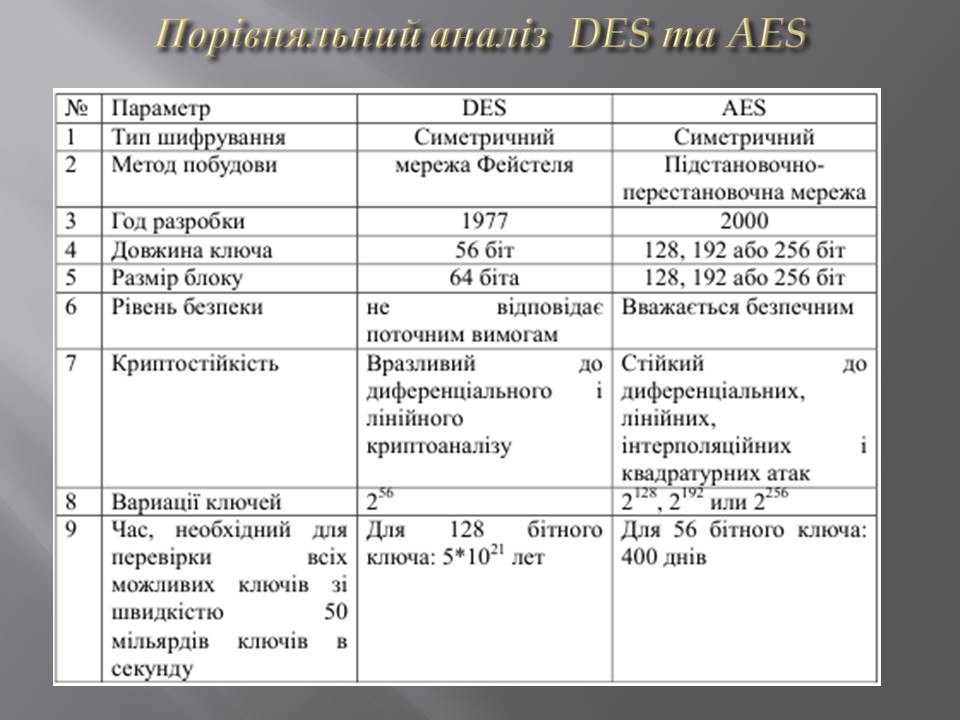 Порівняльний аналіз DES та AES
№ Параметр DES AES
1 Тип шифрування Симетричний Симетричний
2 Метод побудови мережа Фейстеля Підстановочно-
перестановочна мережа
3 Год разробки 1977 2000
4 Довжина ключа 56 біт 128, 192 або 256 біт
5 Размір блоку 64 біта 128, 192 або 256 біт
6 Рівень безпеки не відповідає Вважається безпечним
поточним вимогам
7 Криптостійкість Вразливий до Стійкий до
диференціального і диференціальних,
лінійного лінійних,
криптоаналізу інтерполяційних і
квадратурних атак
8 Вариації ключей 2^56 2^128, 2^192 или 2^256
9 Час, необхідний для Для 128 бітного Для 56 бітного ключа:
перевірки всіх ключа: 5*10^21 лет 400 днів
можливих ключів зі
швидкістю 50
мільярдів ключів в
секунду